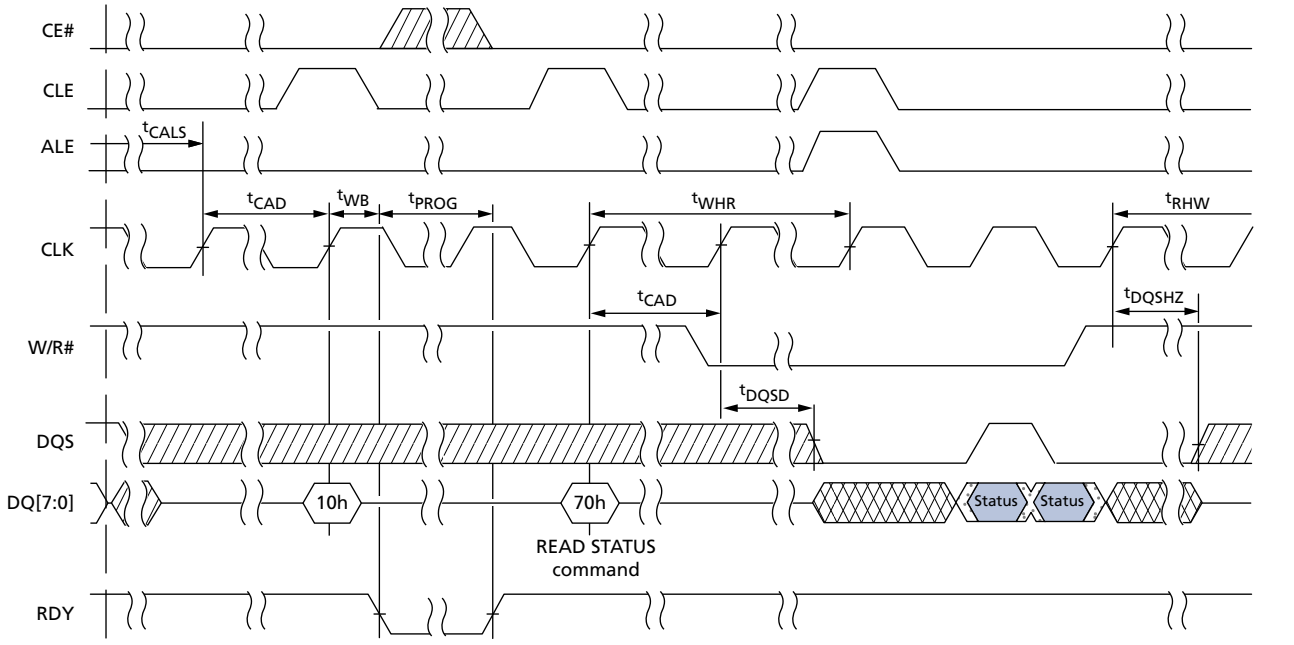 CE#
CLE
tCALS
ALE
tCAD
tWB
tPROG
tWHR
tRHW
CLK
tCAD
tDQSHZ
W/R#
tDQSD
DQS
DQ[7:0]
10h
70h
Status
Status
READ STATUS
command
RDY